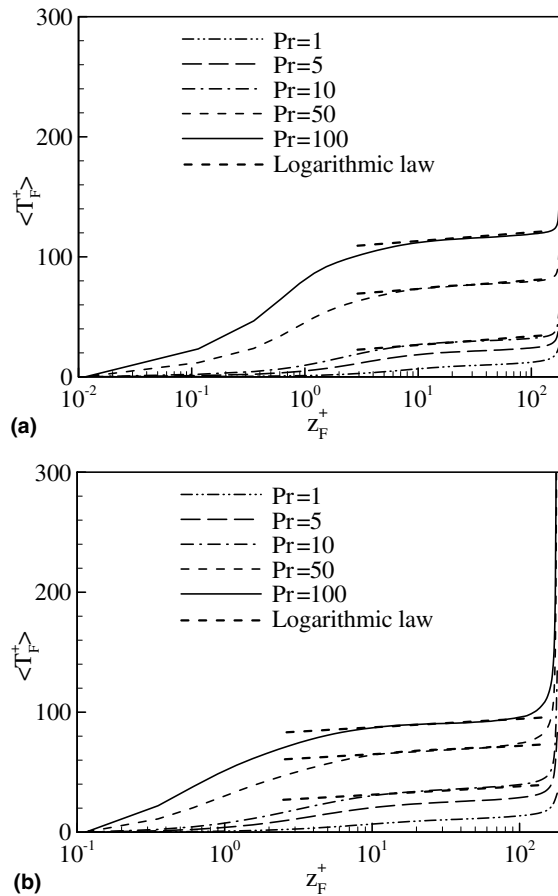 300
Pr=1
Pr=5
Pr=10
Pr=50
Pr=100
Logarithmic law
200
<T_F^+>
100
0
10^-2
10^-1
10^0
10^1
10^2
(a)
z_F^+
300
Pr=1
Pr=5
Pr=10
Pr=50
Pr=100
Logarithmic law
200
<T_F^+>
100
0
10^-1
10^0
10^1
10^2
(b)
z_F^+